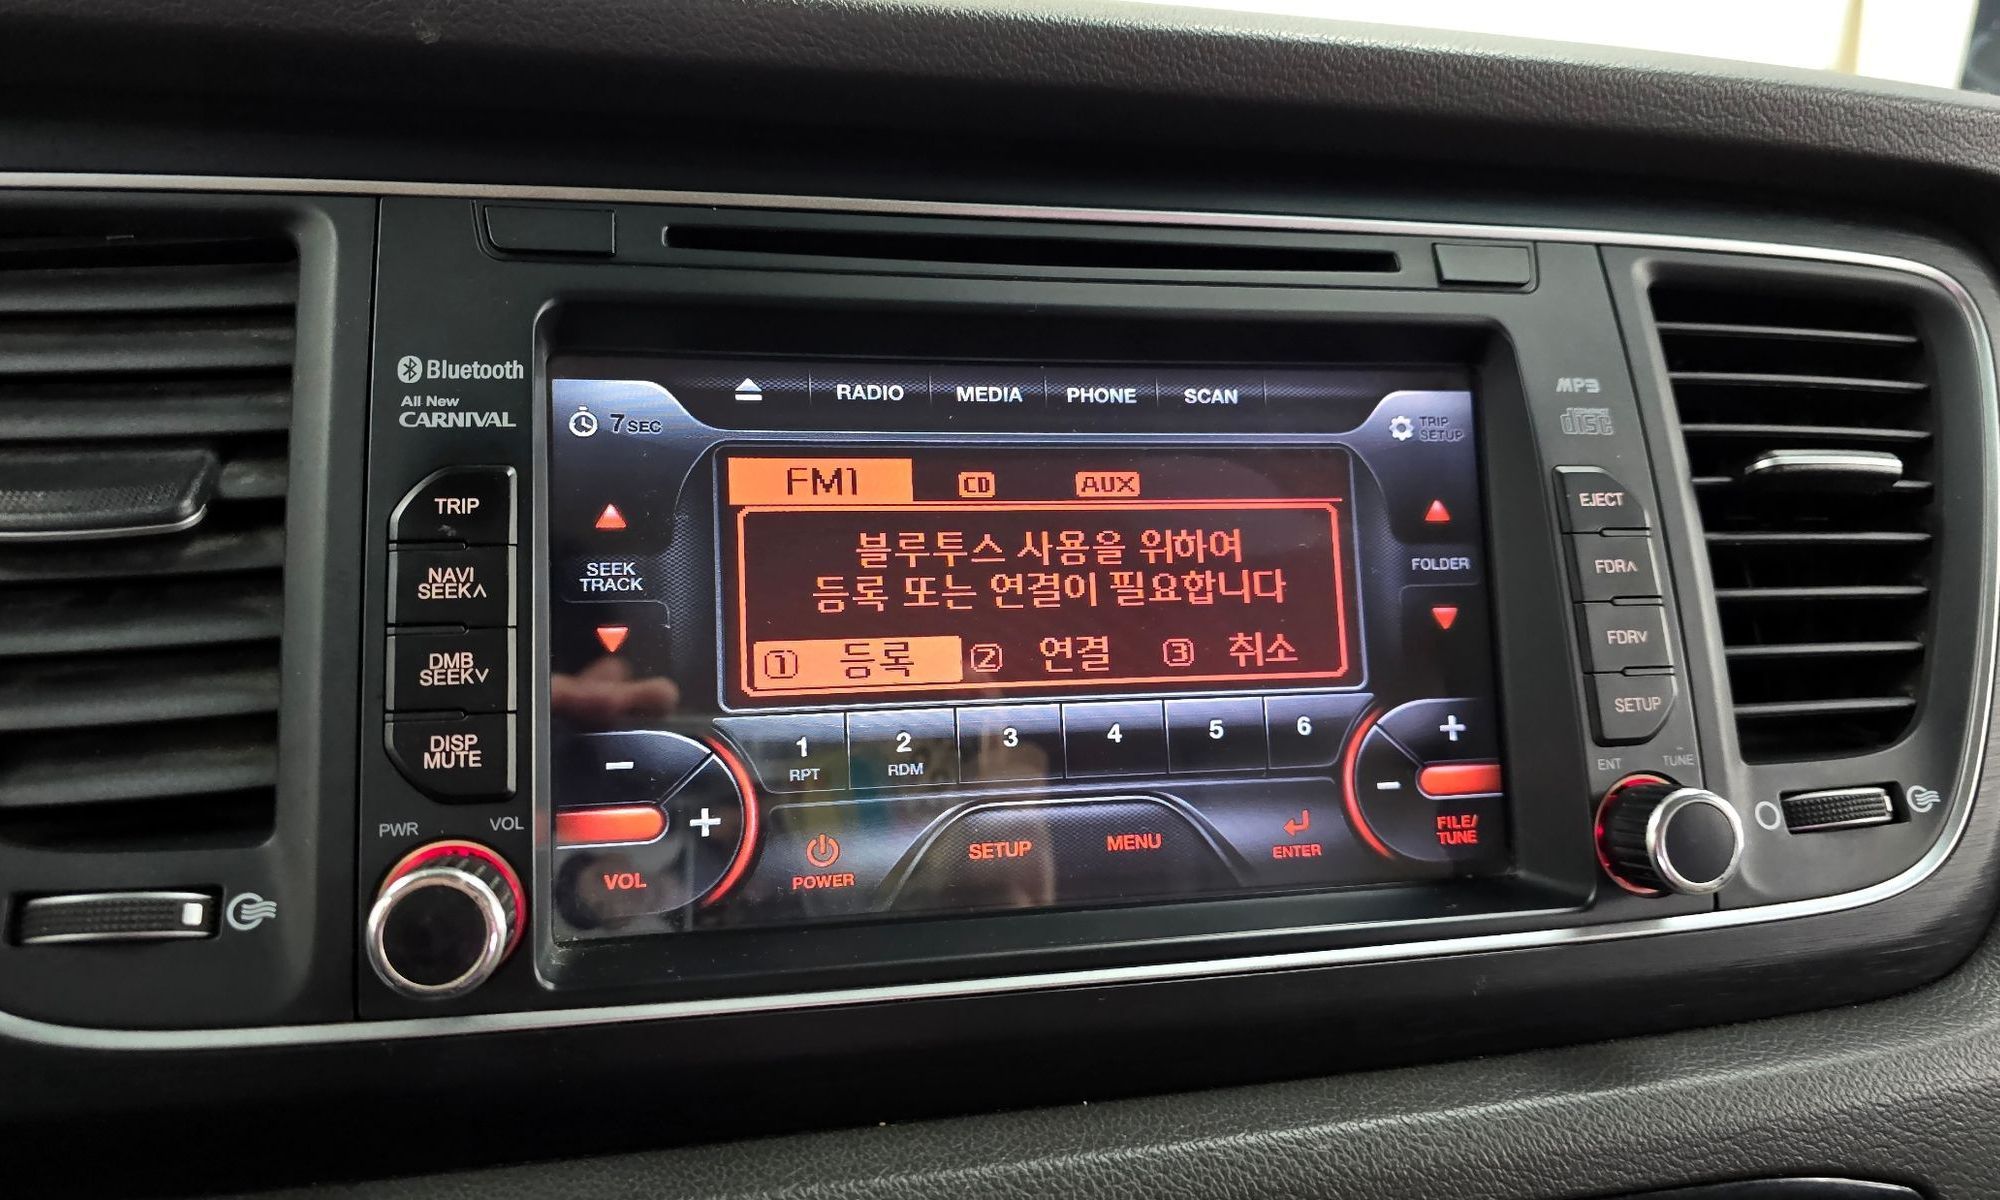 Bluetooth
All New
CARNIVAL
TRIP
NAVI
SEEK∧
DMB
SEEK∨
DISP
MUTE
PWR VOL
RADIO MEDIA PHONE SCAN
7 SEC
TRIP
SETUP
FM1 CD AUX
블루투스 사용을 위하여
등록 또는 연결이 필요합니다
① 등록 ② 연결 ③ 취소
SEEK
TRACK
FOLDER
1 2 3 4 5 6
RPT RDM
− +
VOL
POWER
SETUP
MENU
ENTER
+ −
FILE/
TUNE
MP3
disc
EJECT
FDR∧
FDR∨
SETUP
ENT TUNE